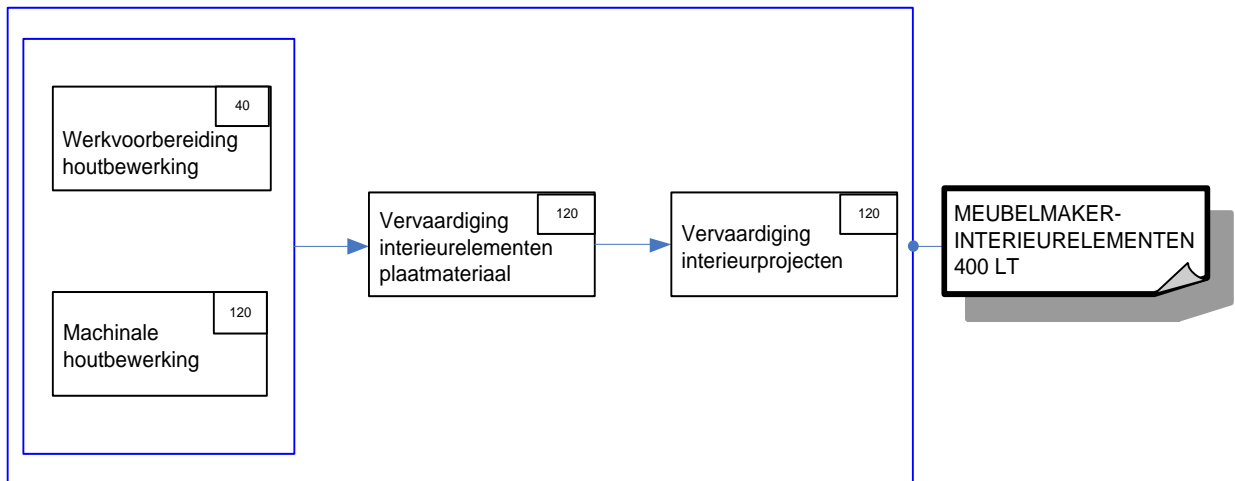 40
Werkvoorbereiding
houtbewerking
120
Machinale
houtbewerking
120
Vervaardiging
interieurelementen
plaatmateriaal
120
Vervaardiging
interieurprojecten
MEUBELMAKER-
INTERIEURELEMENTEN
400 LT